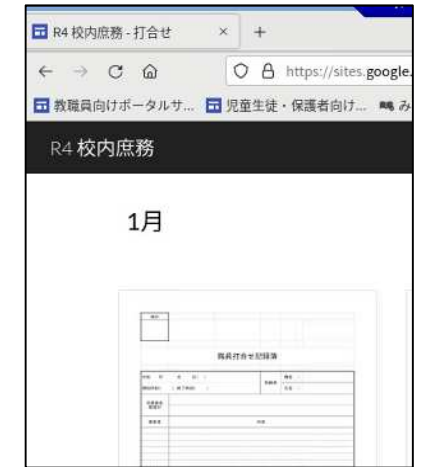 R4 校内庶務 - 打合せ
https://sites.google.
教職員向けポータルサ...
児童生徒・保護者向け...
み
R4 校内庶務
1月
職員打合せ記録簿